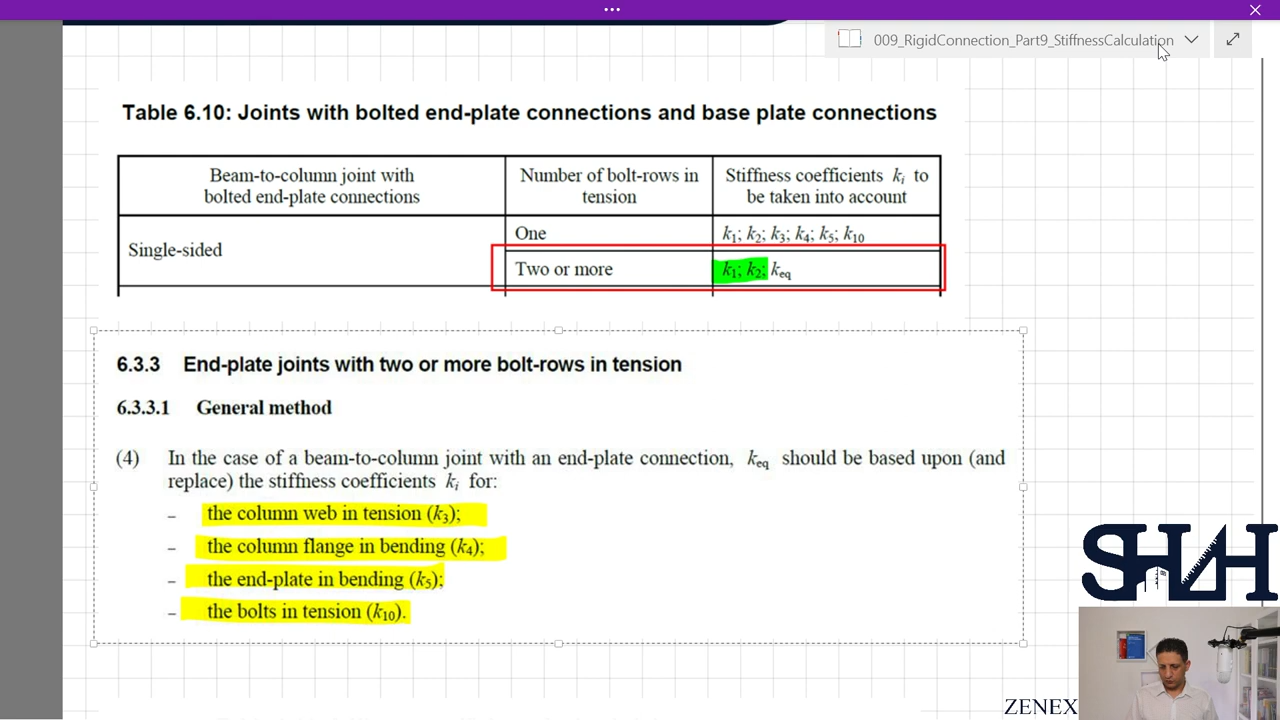 009_RigidConnection_Part9_StiffnessCalculation
Table 6.10: Joints with bolted end-plate connections and base plate connections
Beam-to-column joint with
bolted end-plate connections
Number of bolt-rows in
tension
Stiffness coefficients ki to
be taken into account
Single-sided
One
k1; k2; k3; k4; k5; k10
Two or more
k1; k2; keq
6.3.3 End-plate joints with two or more bolt-rows in tension
6.3.3.1 General method
(4) In the case of a beam-to-column joint with an end-plate connection, keq should be based upon (and
replace) the stiffness coefficients ki for:
– the column web in tension (k3);
– the column flange in bending (k4);
– the end-plate in bending (k5);
– the bolts in tension (k10).
ZENEX